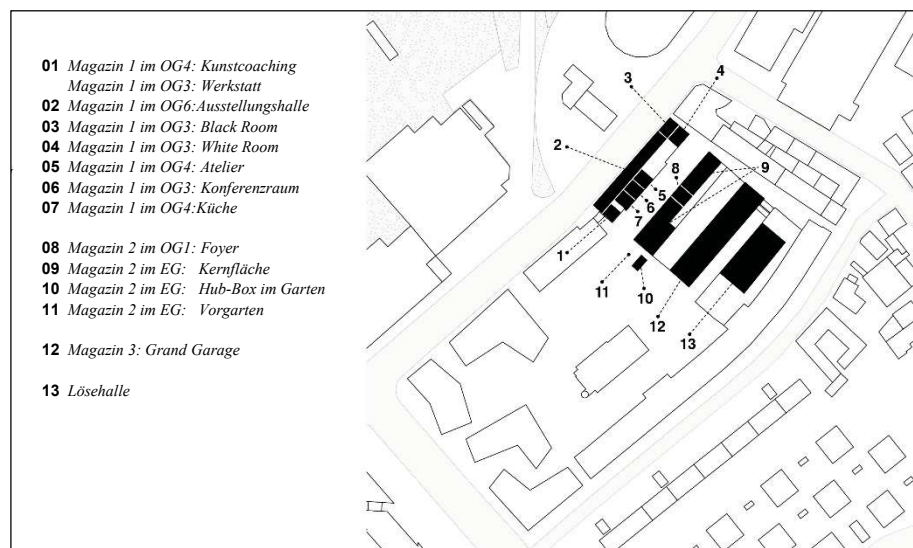 01 Magazin 1 im OG4: Kunstcoaching
Magazin 1 im OG3: Werkstatt
02 Magazin 1 im OG6:Ausstellungshalle
03 Magazin 1 im OG3: Black Room
04 Magazin 1 im OG3: White Room
05 Magazin 1 im OG4: Atelier
06 Magazin 1 im OG3: Konferenzraum
07 Magazin 1 im OG4:Küche
08 Magazin 2 im OG1: Foyer
09 Magazin 2 im EG: Kernfläche
10 Magazin 2 im EG: Hub-Box im Garten
11 Magazin 2 im EG: Vorgarten
12 Magazin 3: Grand Garage
13 Lösehalle
4
3
2
8
9
5
6
7
1
11
10
12
13